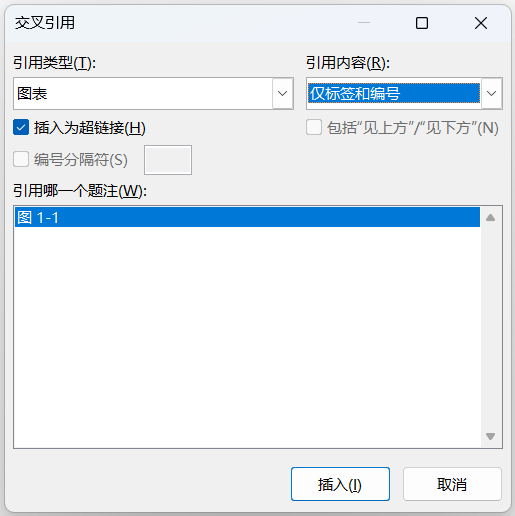 交叉引用
引用类型(T): 引用内容(R):
图表 仅标签和编号
插入为超链接(H) 包括“见上方”/“见下方”(N)
编号分隔符(S)
引用哪一个题注(W):
图 1-1
插入(I) 取消